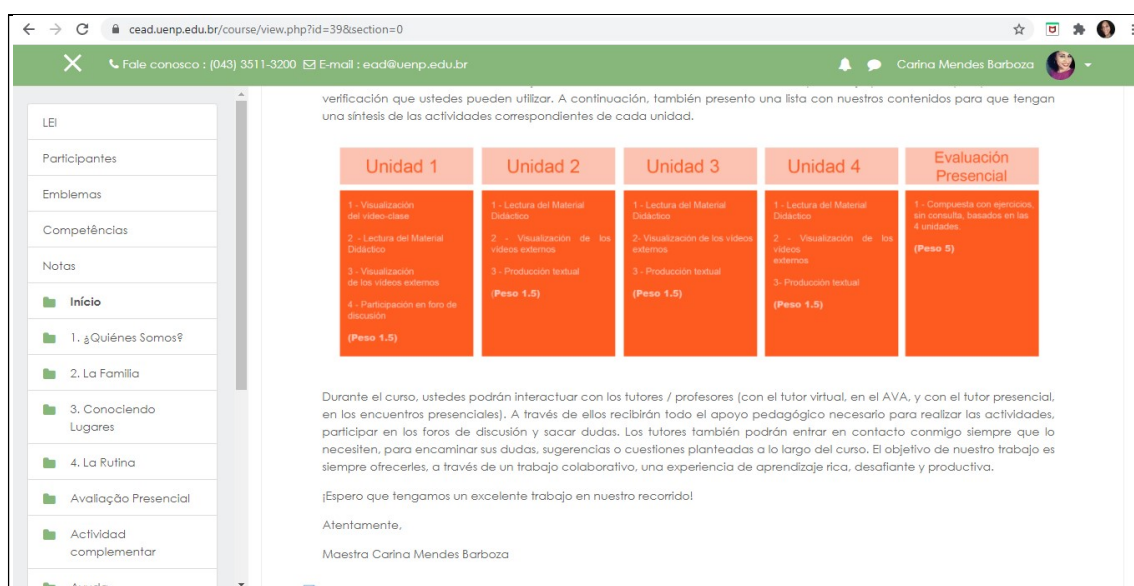 cead.uenp.edu.br/course/view.php?id=39&section=0
Fale conosco : (043) 3511-3200 E-mail : ead@uenp.edu.br
Carina Mendes Barboza
LEI
Participantes
Emblemas
Competências
Notas
Início
1. ¿Quiénes Somos?
2. La Familia
3. Conociendo
Lugares
4. La Rutina
Avaliação Presencial
Actividad
complementar
verificación que ustedes pueden utilizar. A continuación, también presento una lista con nuestros contenidos para que tengan
una síntesis de las actividades correspondientes de cada unidad.
Unidad 1
1 - Visualización
del vídeo-clase
2 - Lectura del Material
Didáctico
3 - Visualización
de los vídeos externos
4 - Participación en foro de
discusión
(Peso 1.5)
Unidad 2
1 - Lectura del Material
Didáctico
2 - Visualización de los
vídeos externos
3 - Producción textual
(Peso 1.5)
Unidad 3
1 - Lectura del Material
Didáctico
2- Visualización de los vídeos
externos
3 - Producción textual
(Peso 1.5)
Unidad 4
1 - Lectura del Material
Didáctico
2 - Visualización de los
vídeos
externos
3- Producción textual
(Peso 1.5)
Evaluación
Presencial
1 - Compuesta con ejercicios,
sin consulta, basados en las
4 unidades.
(Peso 5)
Durante el curso, ustedes podrán interactuar con los tutores / profesores (con el tutor virtual, en el AVA, y con el tutor presencial,
en los encuentros presenciales). A través de ellos recibirán todo el apoyo pedagógico necesario para realizar las actividades,
participar en los foros de discusión y sacar dudas. Los tutores también podrán entrar en contacto conmigo siempre que lo
necesiten, para encaminar sus dudas, sugerencias o cuestiones planteadas a lo largo del curso. El objetivo de nuestro trabajo es
siempre ofrecerles, a través de un trabajo colaborativo, una experiencia de aprendizaje rica, desafiante y productiva.
¡Espero que tengamos un excelente trabajo en nuestro recorrido!
Atentamente,
Maestra Carina Mendes Barboza